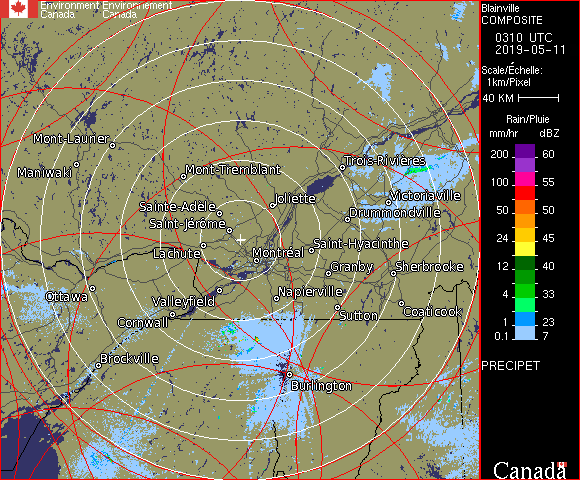 Environment Environnement
Canada Canada
Blainville
COMPOSITE
0310 UTC
2019-05-11
Scale/Échelle:
1km/Pixel
40 KM
Rain/Pluie
mm/hr dBZ
200 60
100 55
50 50
24 45
12 40
4 33
1 23
0.1 7
PRECIPET
Canada
Mont-Laurier
Maniwaki
Mont-Tremblant
Trois-Rivières
Sainte-Adèle
Joliette
Victoriaville
Drummondville
Saint-Jérôme
Lachute
Montréal
Saint-Hyacinthe
Granby
Sherbrooke
Ottawa
Valleyfield
Napierville
Cornwall
Sutton
Coaticook
Brockville
Burlington